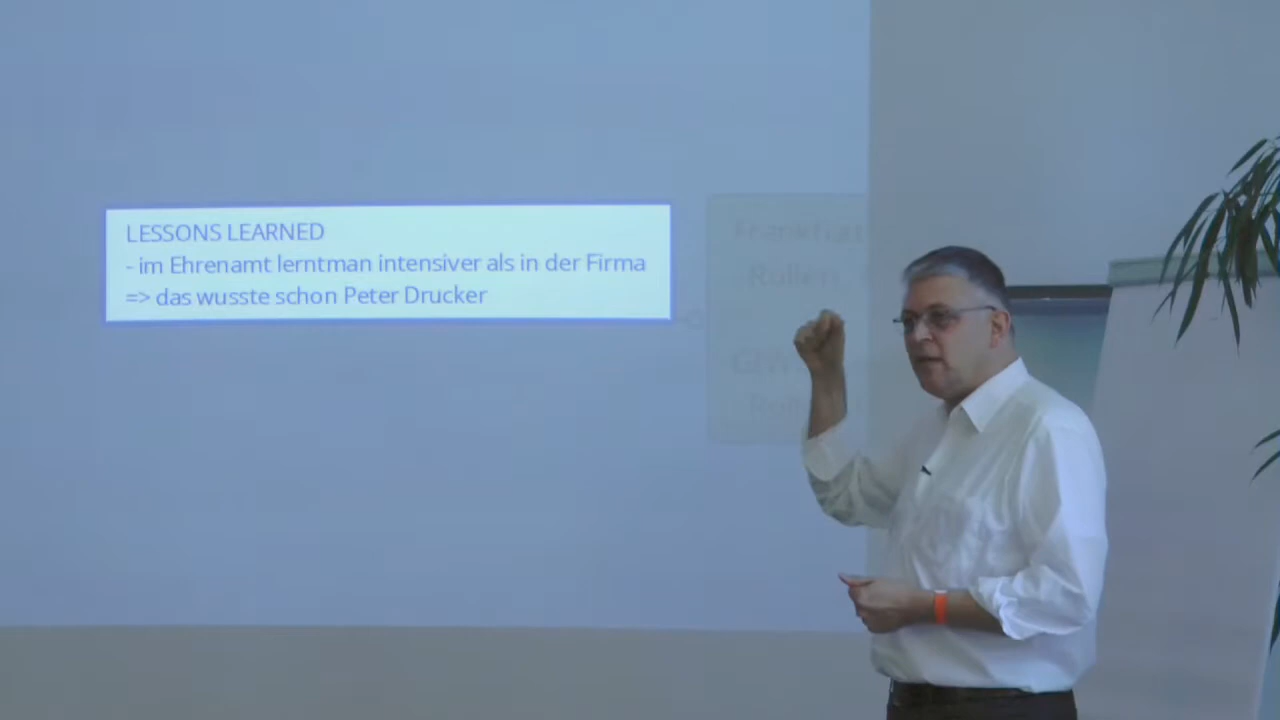 LESSONS LEARNED
- im Ehrenamt lerntman intensiver als in der Firma
=> das wusste schon Peter Drucker